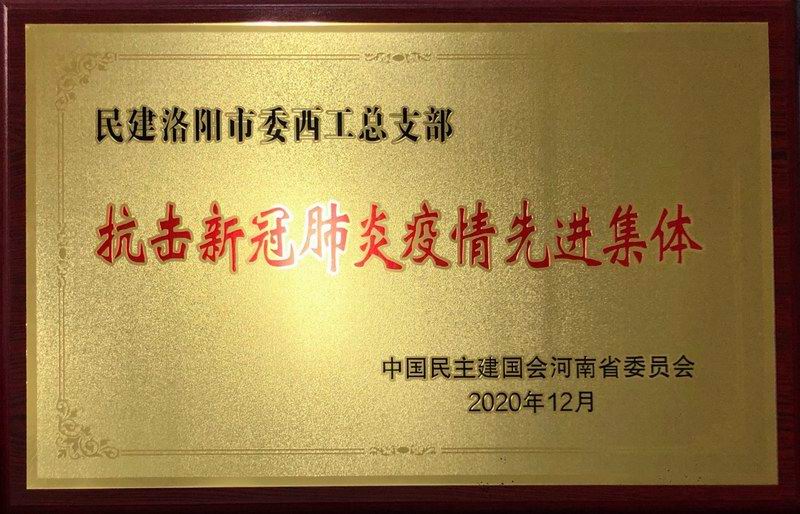 民建洛阳市委西工总支部
抗击新冠肺炎疫情先进集体
中国民主建国会河南省委员会
2020年12月